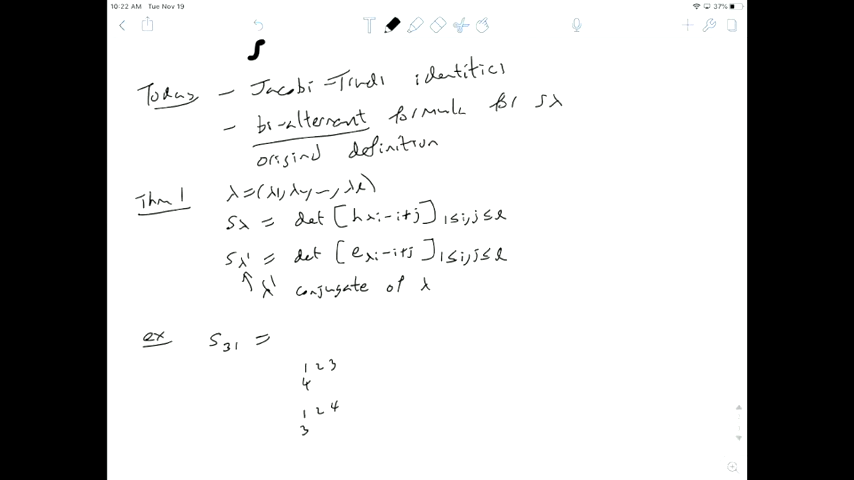 10:22 AM Tue Nov 19
37%
T
S
Today - Jacobi-Trudi identities
- bi-alternant formula for sλ
original definition
Thm 1 λ=(λ1,λ2,...,λl)
sλ = det [hλi-i+j] 1≤i,j≤l
sλ' = det [eλi-i+j] 1≤i,j≤l
↑ λ' conjugate of λ
ex s31 =
1 2 3
4
1 2 4
3